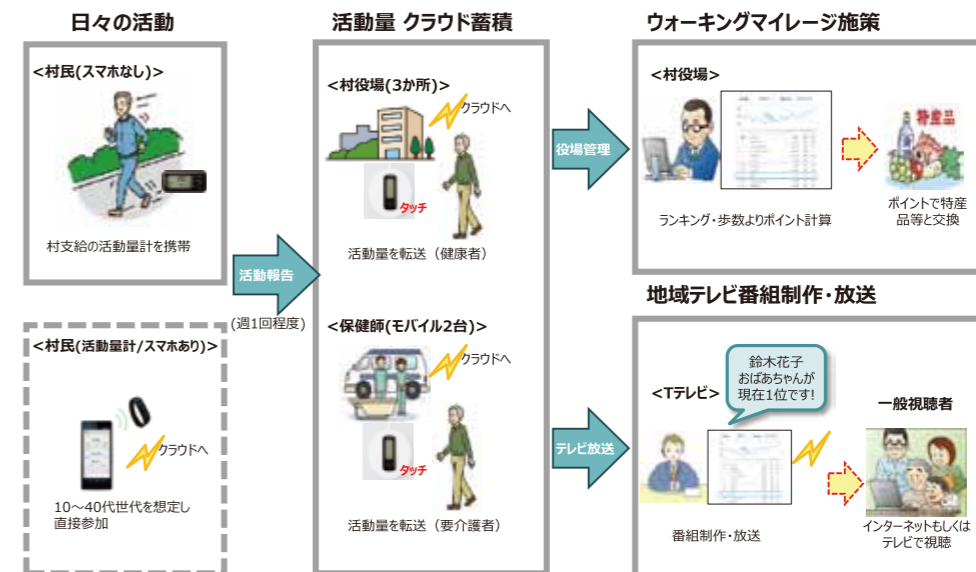 日々の活動
<村民(スマホなし)>
村支給の活動量計を携帯
<村民(活動量計/スマホあり)>
クラウドへ
10～40代世代を想定し
直接参加
活動報告
(週1回程度)
活動量 クラウド蓄積
<村役場(3か所)>
クラウドへ
タッチ
活動量を転送（健康者）
<保健師(モバイル2台)>
クラウドへ
タッチ
活動量を転送（要介護者）
役場管理
テレビ放送
ウォーキングマイレージ施策
<村役場>
ランキング・歩数よりポイント計算
特産品
ポイントで特産
品等と交換
地域テレビ番組制作・放送
<Tテレビ>
鈴木花子
おばあちゃんが
現在1位です!
番組制作・放送
一般視聴者
インターネットもしくは
テレビで視聴